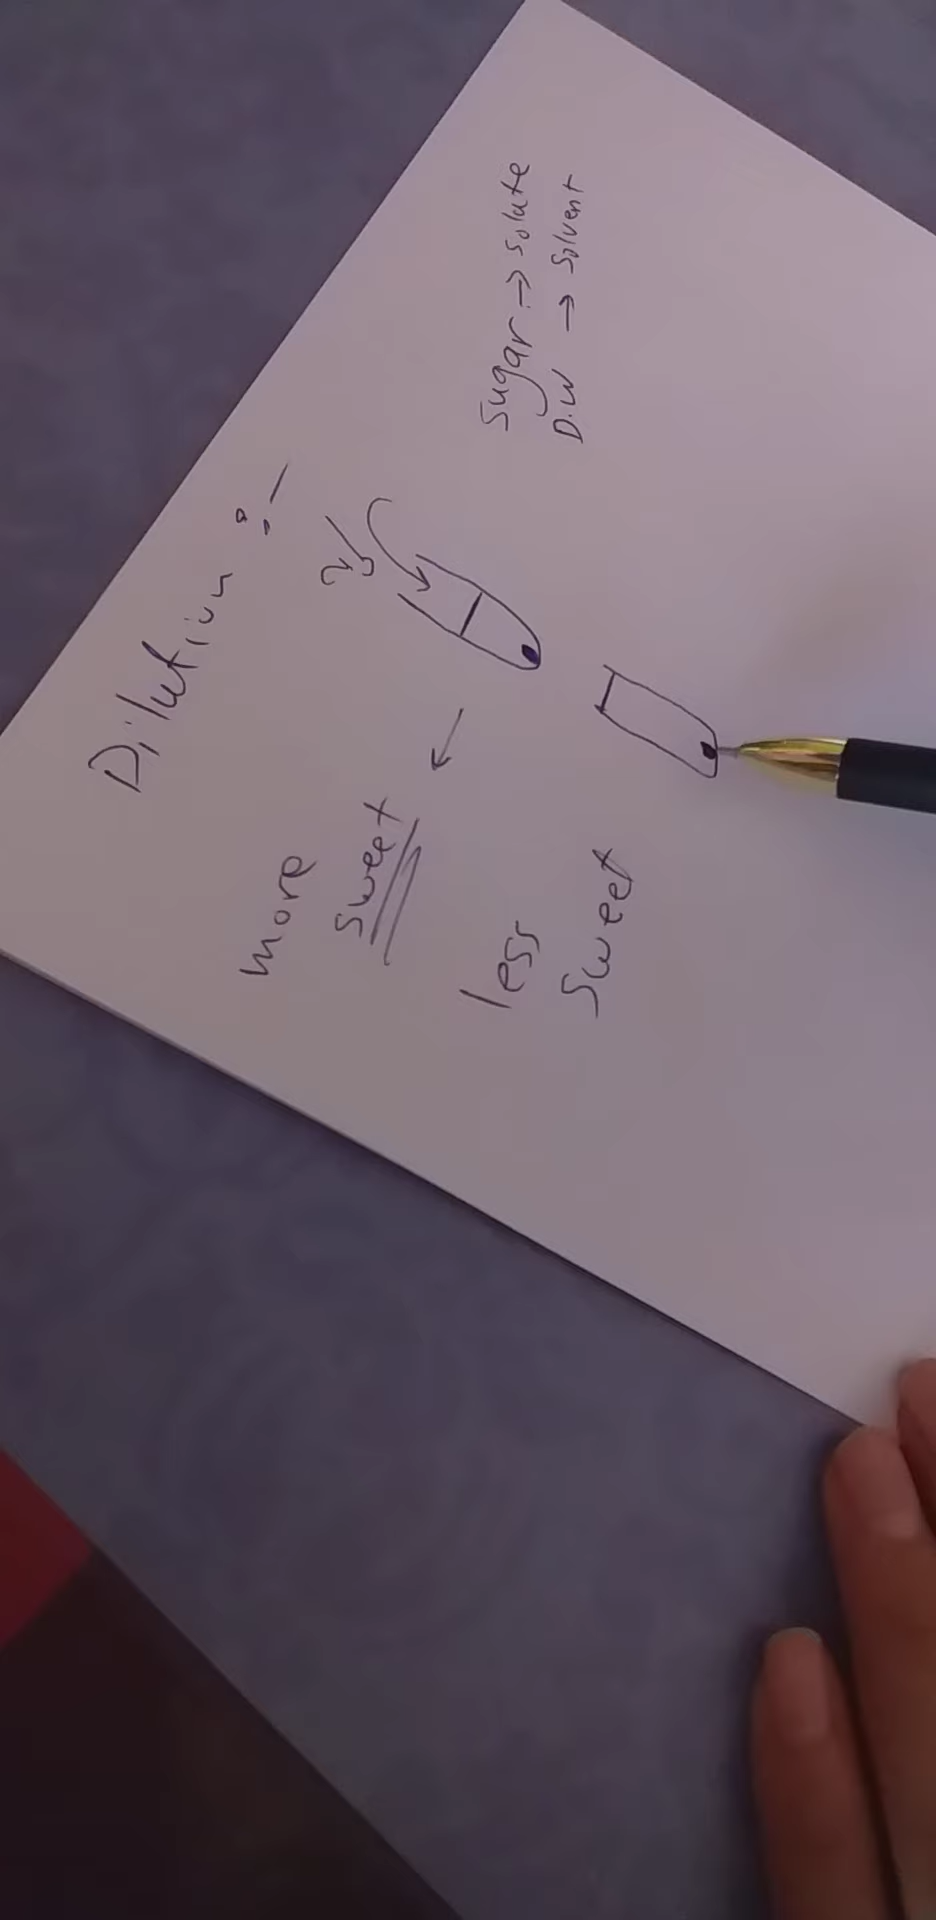 Dilution :-
Sugar → Solute
D.W → Solvent
more
sweet
less
sweet